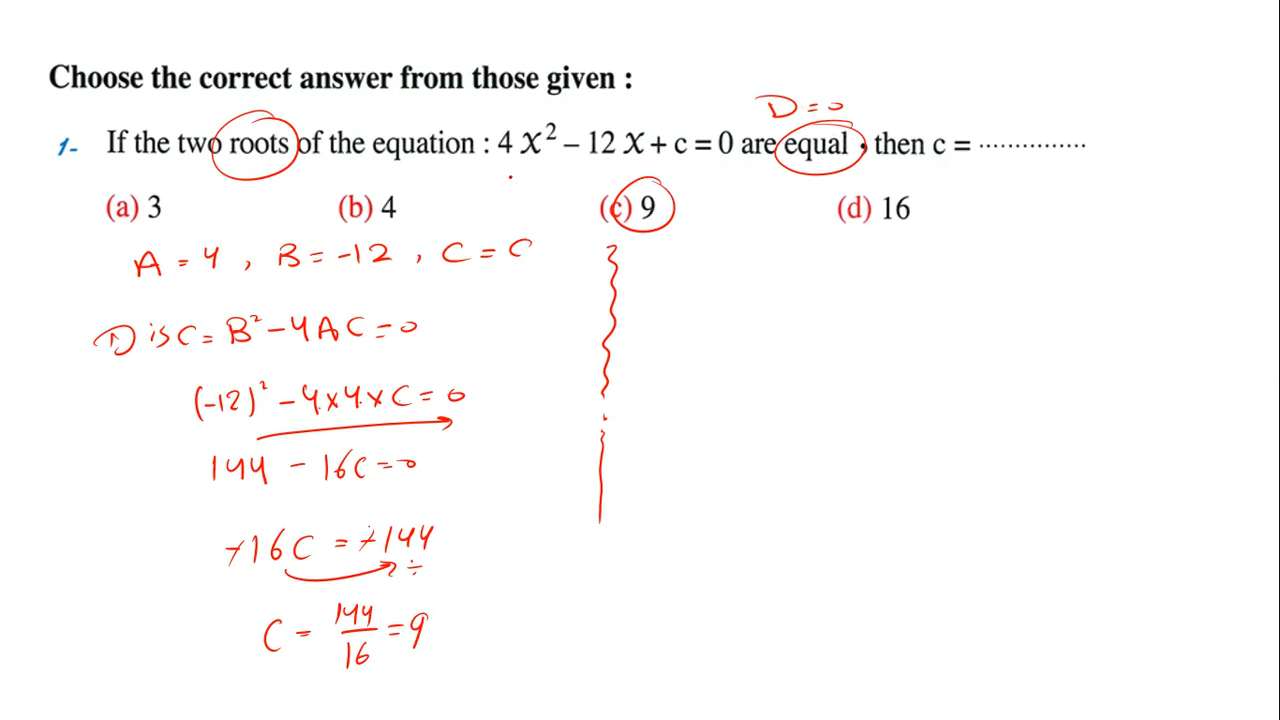 Choose the correct answer from those given :
D = 0
1- If the two roots of the equation : 4 x² – 12 x + c = 0 are equal , then c = ...............
(a) 3 (b) 4 (c) 9 (d) 16
A = 4 , B = -12 , C = C
Disc = B² - 4AC = 0
(-12)² - 4×4×C = 0
144 - 16C = 0
-16C = -144
÷
C = 144/16 = 9